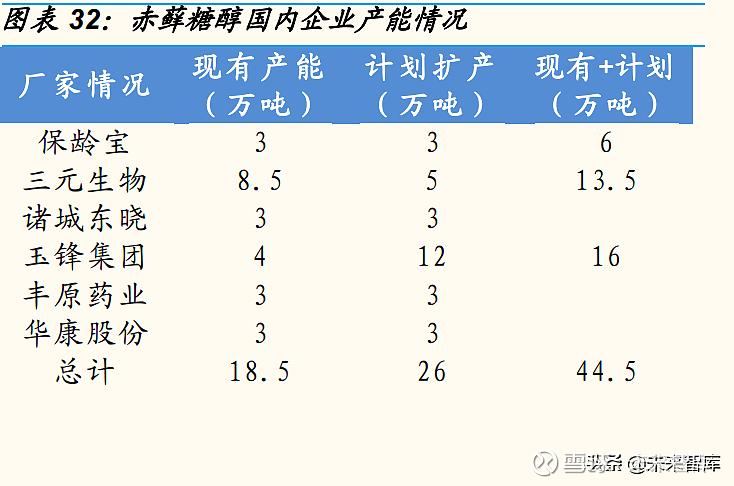 图表 32：赤藓糖醇国内企业产能情况
厂家情况 现有产能（万吨） 计划扩产（万吨） 现有+计划（万吨）
保龄宝 3 3 6
三元生物 8.5 5 13.5
诸城东晓 3 3
玉锋集团 4 12 16
丰原药业 3 3
华康股份 3 3
总计 18.5 26 44.5
头条@未来智库